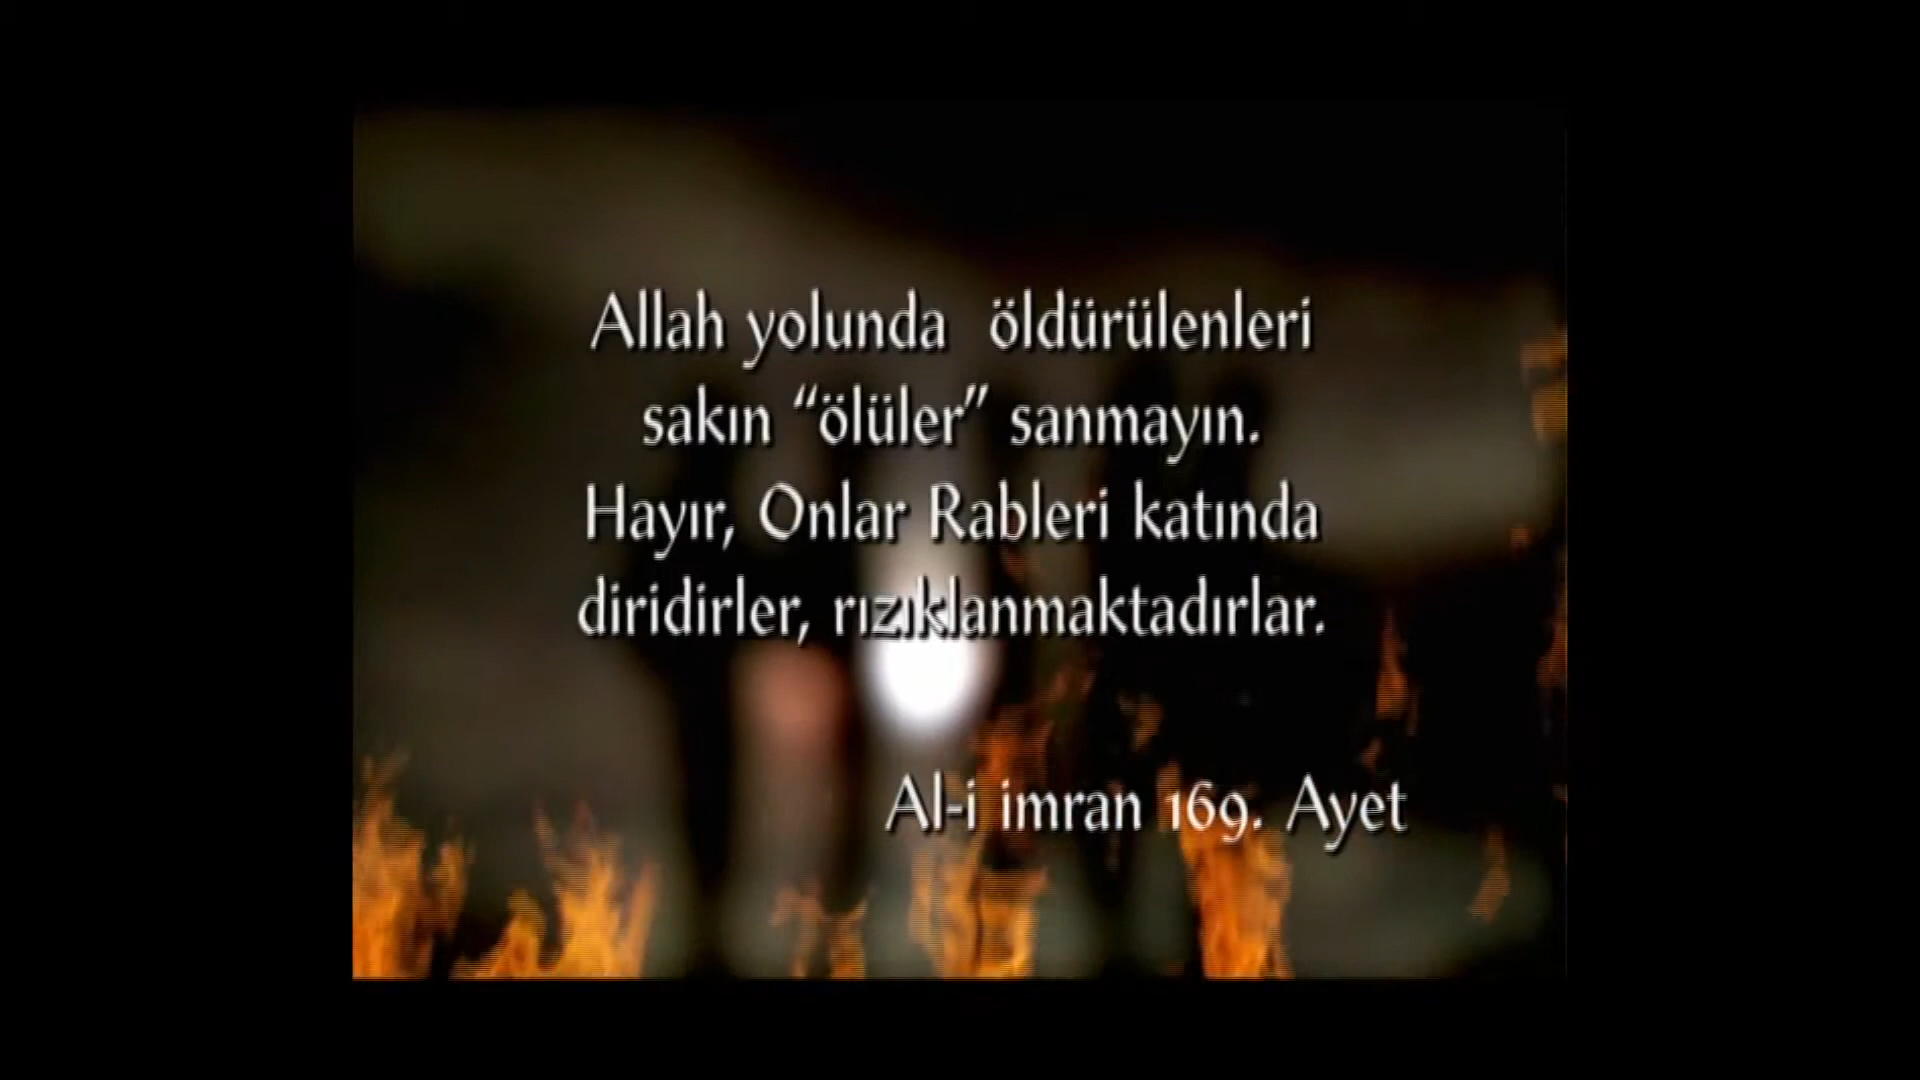 Allah yolunda öldürülenleri
sakın “ölüler” sanmayın.
Hayır, Onlar Rableri katında
diridirler, rızıklanmaktadırlar.
Al-i imran 169. Ayet